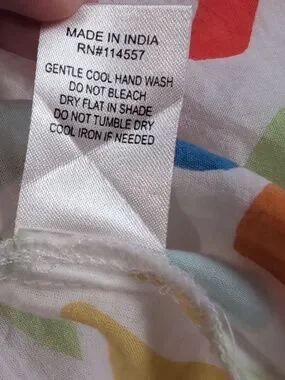 MADE IN INDIA
RN#114557
GENTLE COOL HAND WASH
DO NOT BLEACH
DRY FLAT IN SHADE
DO NOT TUMBLE DRY
COOL IRON IF NEEDED